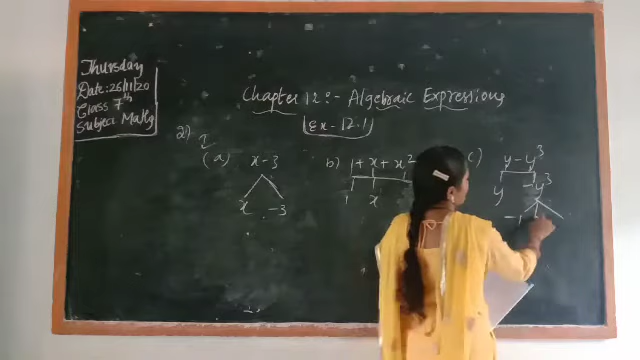 Thursday
Date: 26/11/20
Class 7th
Subject Maths
Chapter 12:- Algebraic Expressions
Ex - 12.1
2)
(a) x - 3
x - 3
b) 1 + x + x²
1 x
c) y - y³
y - y³
- 1